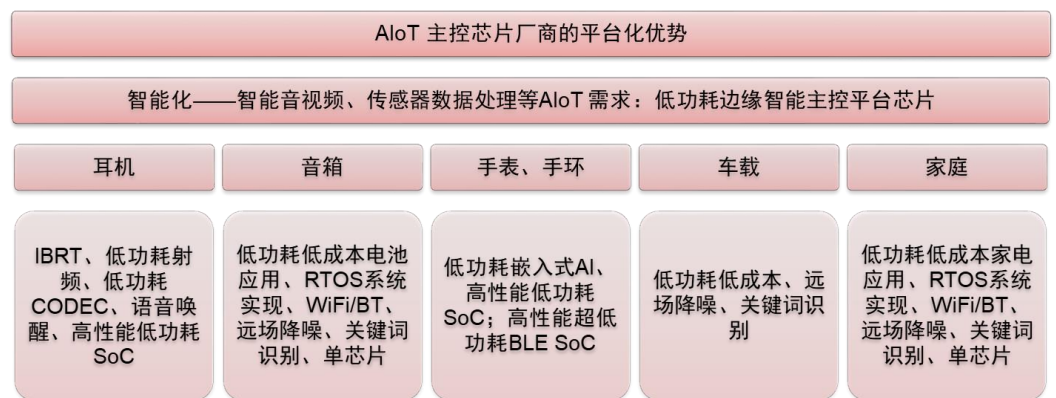 AIoT 主控芯片厂商的平台化优势
智能化——智能音视频、传感器数据处理等AIoT 需求：低功耗边缘智能主控平台芯片
耳机
音箱
手表、手环
车载
家庭
IBRT、低功耗射
频、低功耗
CODEC、语音唤
醒、高性能低功耗
SoC
低功耗低成本电池
应用、RTOS系统
实现、WiFi/BT、
远场降噪、关键词
识别、单芯片
低功耗嵌入式AI、
高性能低功耗
SoC；高性能超低
功耗BLE SoC
低功耗低成本、远
场降噪、关键词识
别
低功耗低成本家电
应用、RTOS系统
实现、WiFi/BT、
远场降噪、关键词
识别、单芯片